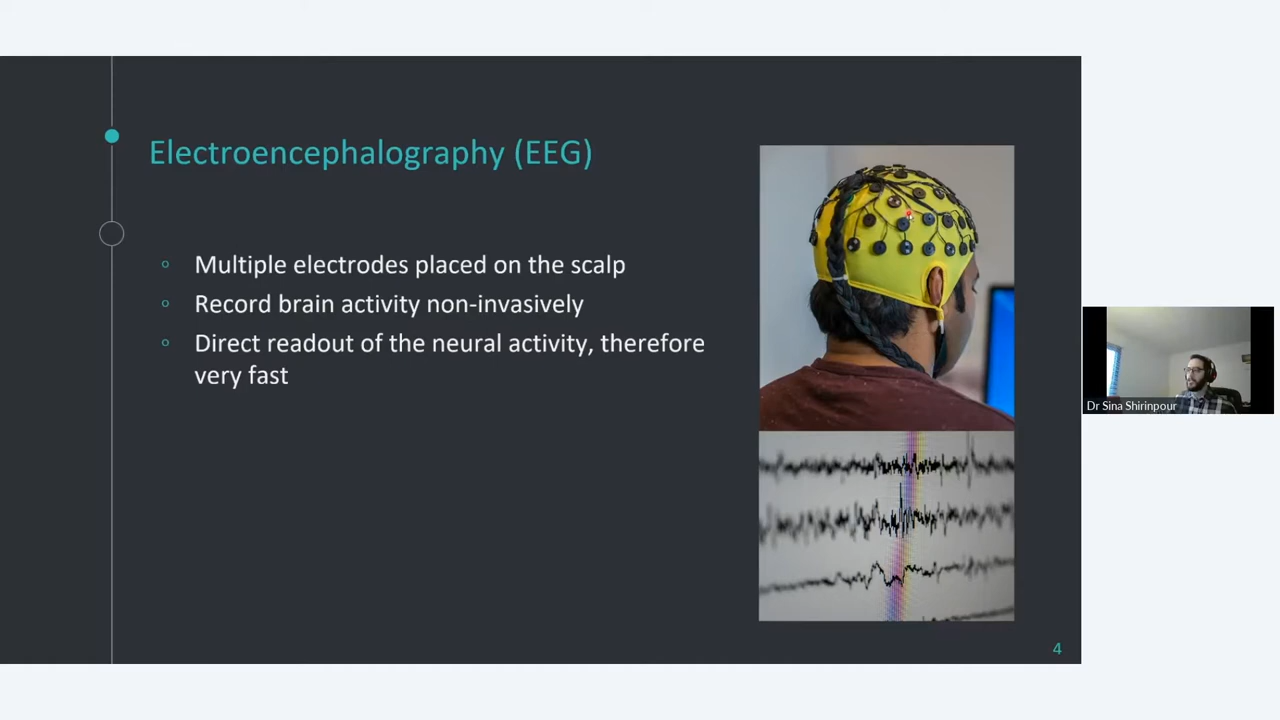 Electroencephalography (EEG)
Multiple electrodes placed on the scalp
Record brain activity non-invasively
Direct readout of the neural activity, therefore
very fast
Dr Sina Shirinpour
4